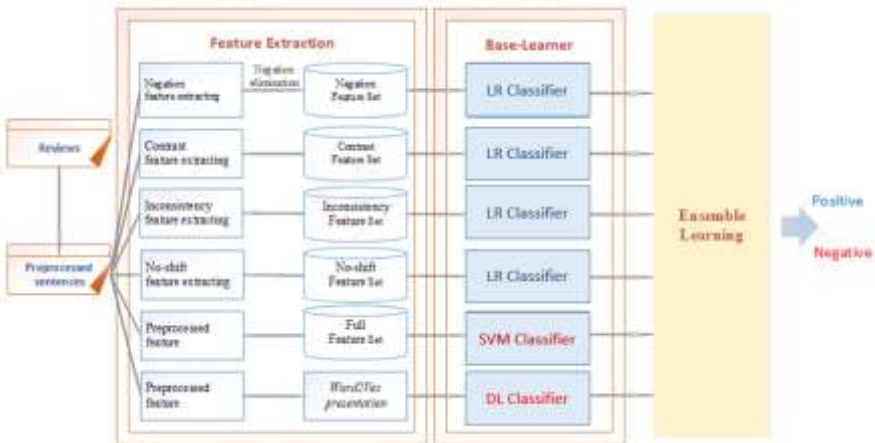 Feature Extraction
Base-Learner
Negation
feature extracting
Negation
elimination
Negation
Feature Set
LR Classifier
Reviews
Contrast
feature extracting
Contrast
Feature Set
LR Classifier
Inconsistency
feature extracting
Inconsistency
Feature Set
LR Classifier
Ensemble
Learning
Positive
Negative
Preprocessed
sentences
No-shift
feature extracting
No-shift
Feature Set
LR Classifier
Preprocessed
feature
Full
Feature Set
SVM Classifier
Preprocessed
feature
Word2Vec
presentation
DL Classifier